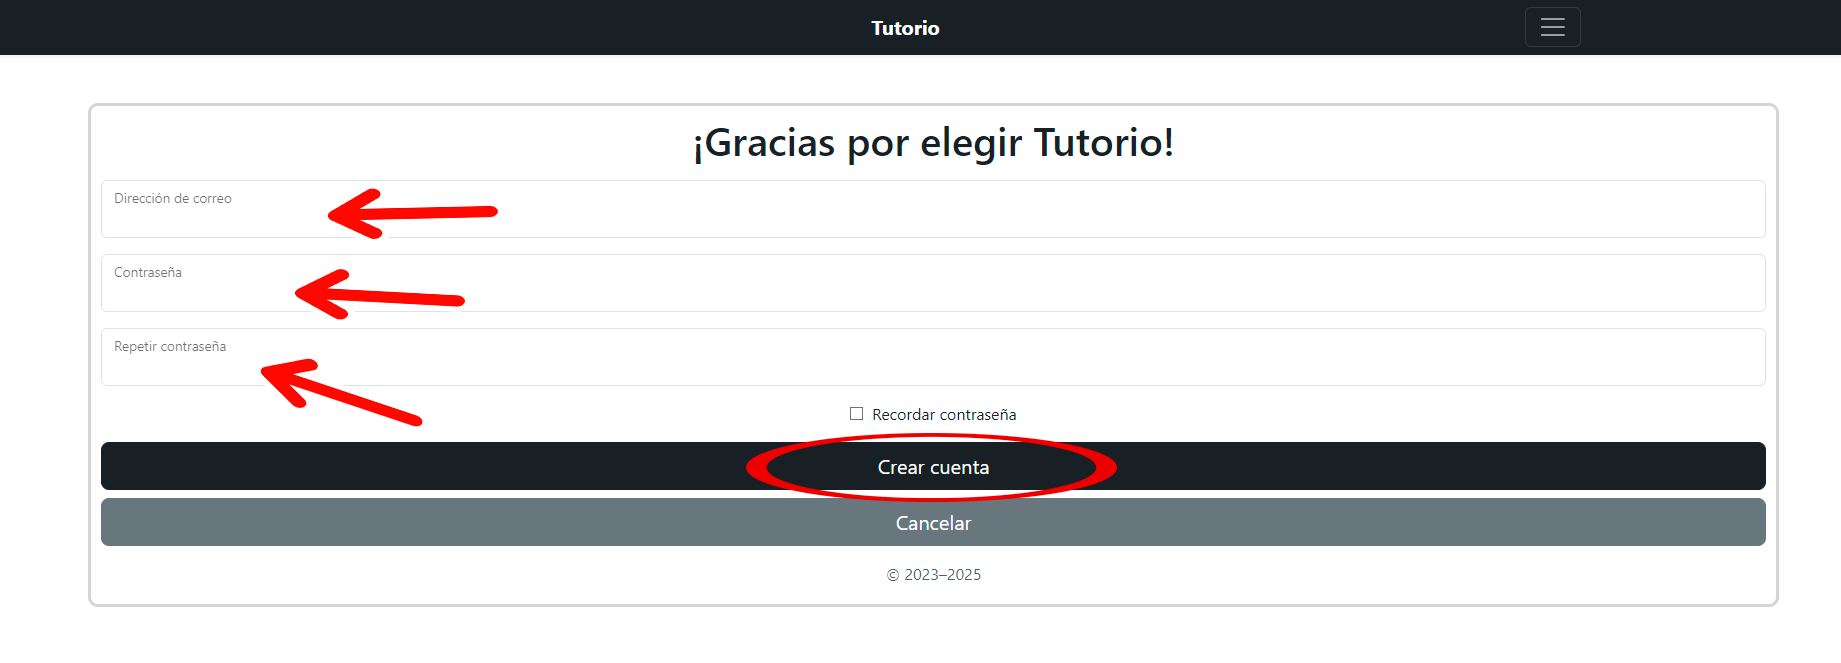 Tutorio
¡Gracias por elegir Tutorio!
Dirección de correo
Contraseña
Repetir contraseña
Recordar contraseña
Crear cuenta
Cancelar
© 2023–2025